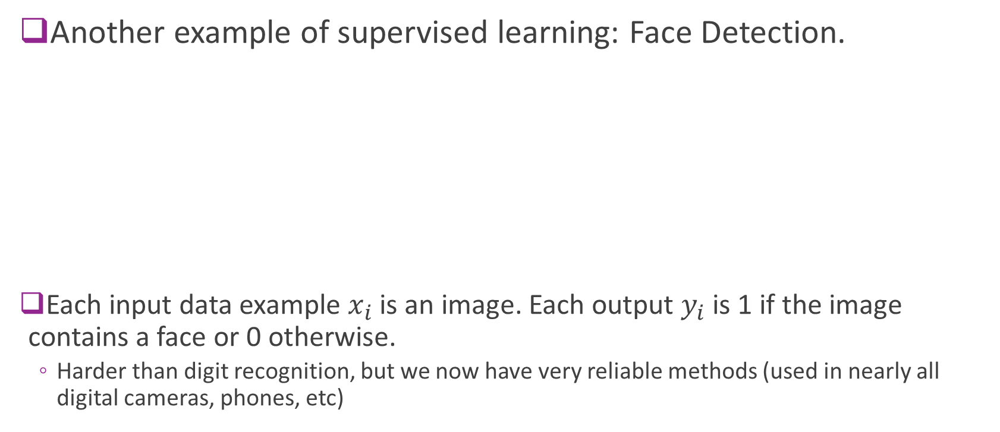 ❑Another example of supervised learning: Face Detection.
❑Each input data example 𝑥ᵢ is an image. Each output 𝑦ᵢ is 1 if the image
contains a face or 0 otherwise.
◦ Harder than digit recognition, but we now have very reliable methods (used in nearly all
digital cameras, phones, etc)